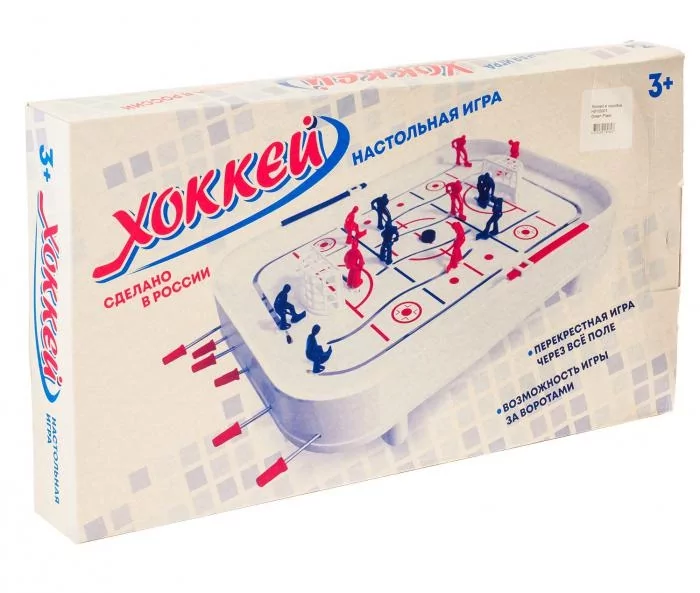 ХОККЕЙ
НАСТОЛЬНАЯ ИГРА
3+
СДЕЛАНО
В РОССИИ
• ПЕРЕКРЕСТНАЯ ИГРА
ЧЕРЕЗ ВСЁ ПОЛЕ
• ВОЗМОЖНОСТЬ ИГРЫ
ЗА ВОРОТАМИ
3+
ХОККЕЙ
НАСТОЛЬНАЯ
ИГРА
ХОККЕЙ
В РОССИИ